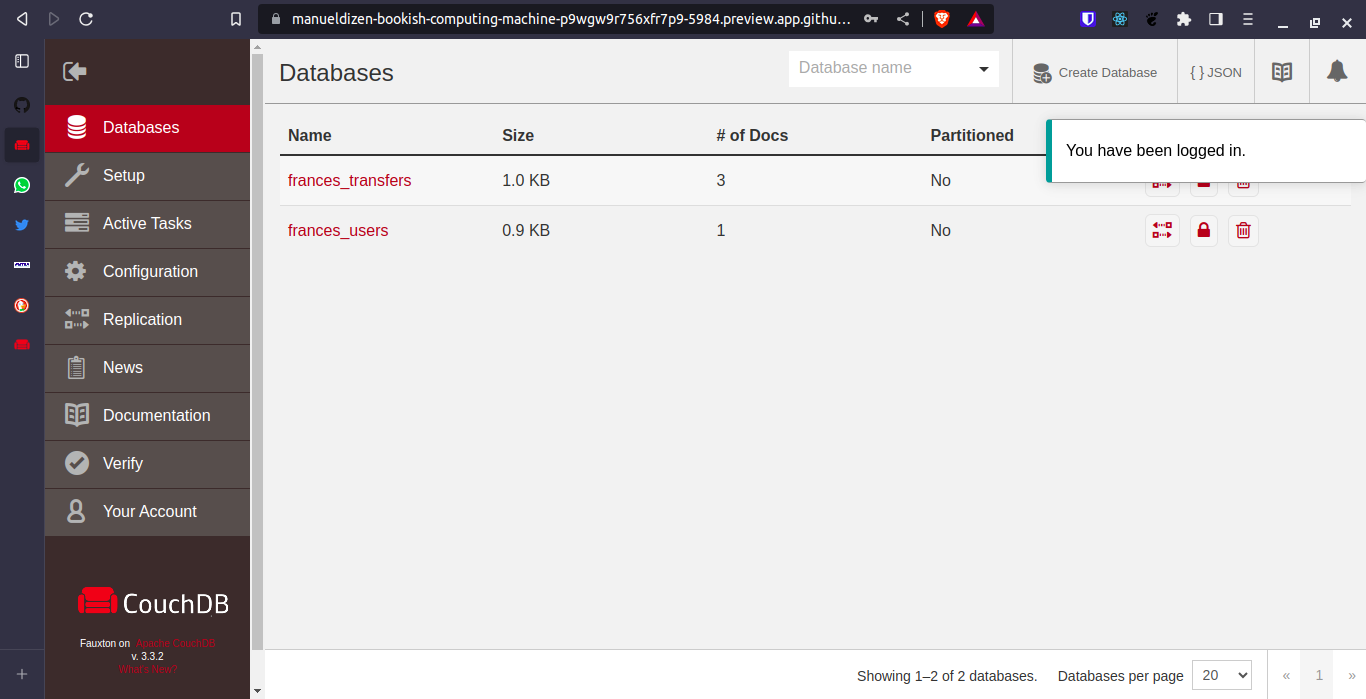 manueldizen-bookish-computing-machine-p9wgw9r756xfr7p9-5984.preview.app.githu...
Databases
Database name
Create Database
{ } JSON
Databases
Setup
Active Tasks
Configuration
Replication
News
Documentation
Verify
Your Account
CouchDB
Fauxton on Apache CouchDB
v. 3.3.2
What's New?
Name Size # of Docs Partitioned
You have been logged in.
frances_transfers 1.0 KB 3 No
frances_users 0.9 KB 1 No
Showing 1–2 of 2 databases. Databases per page 20 « 1 »